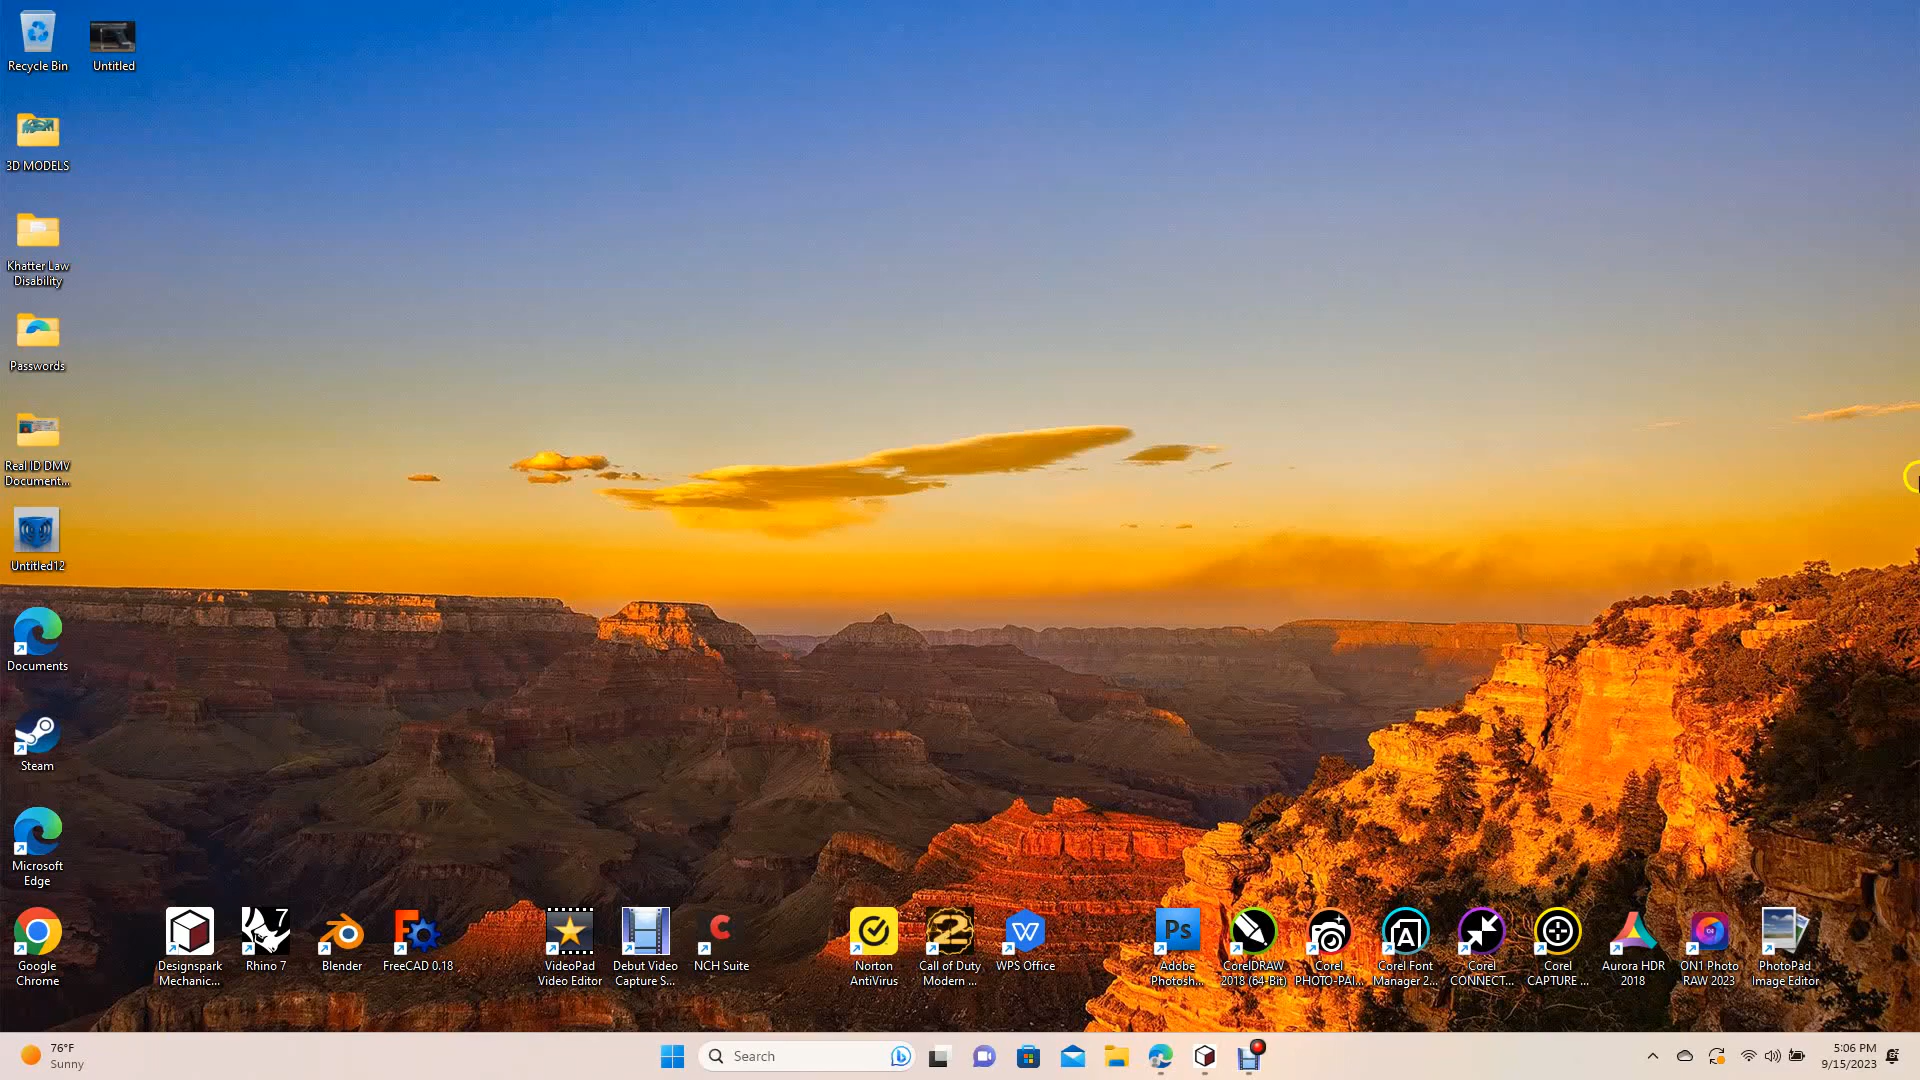 Recycle Bin
Untitled
3D MODELS
Khatter Law
Disability
Passwords
Real ID DMV
Document...
Untitled12
Documents
Steam
Microsoft
Edge
Google
Chrome
Designspark
Mechanic...
7
Rhino 7
Blender
FreeCAD 0.18
VideoPad
Video Editor
Debut Video
Capture S...
NCH Suite
Norton
AntiVirus
2
Call of Duty
Modern ...
W
WPS Office
Ps
Adobe
Photosh...
CorelDRAW
2018 (64-Bit)
Corel
PHOTO-PAI...
A
Corel Font
Manager 2...
Corel
CONNECT...
Corel
CAPTURE ...
Aurora HDR
2018
ON1 Photo
RAW 2023
PhotoPad
Image Editor
76°F
Sunny
Search
5:06 PM
9/15/2023